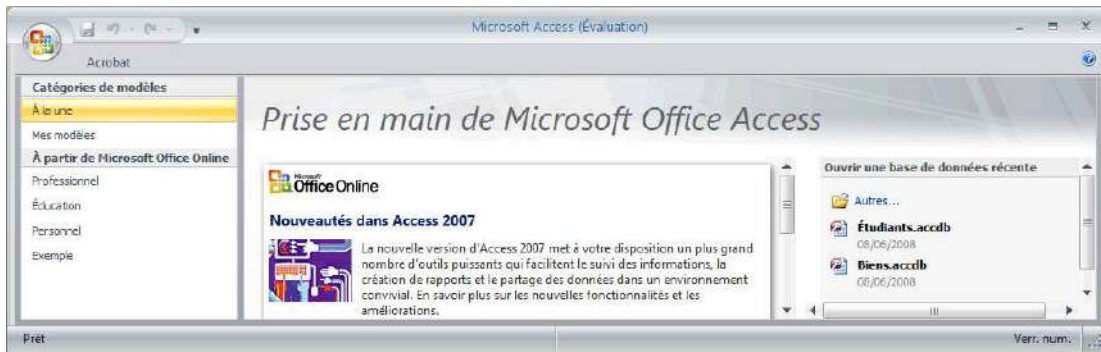 Microsoft Access (Évaluation)
Acrobat
Catégories de modèles
À la une
Mes modèles
À partir de Microsoft Office Online
Professionnel
Éducation
Personnel
Exemple
Prise en main de Microsoft Office Access
Microsoft
Office Online
Nouveautés dans Access 2007
La nouvelle version d'Access 2007 met à votre disposition un plus grand
nombre d'outils puissants qui facilitent le suivi des informations, la
création de rapports et le partage des données dans un environnement
convivial. En savoir plus sur les nouvelles fonctionnalités et les
améliorations.
Ouvrir une base de données récente
Autres...
Étudiants.accdb
08/06/2008
Biens.accdb
08/06/2008
Prêt
Verr. num.